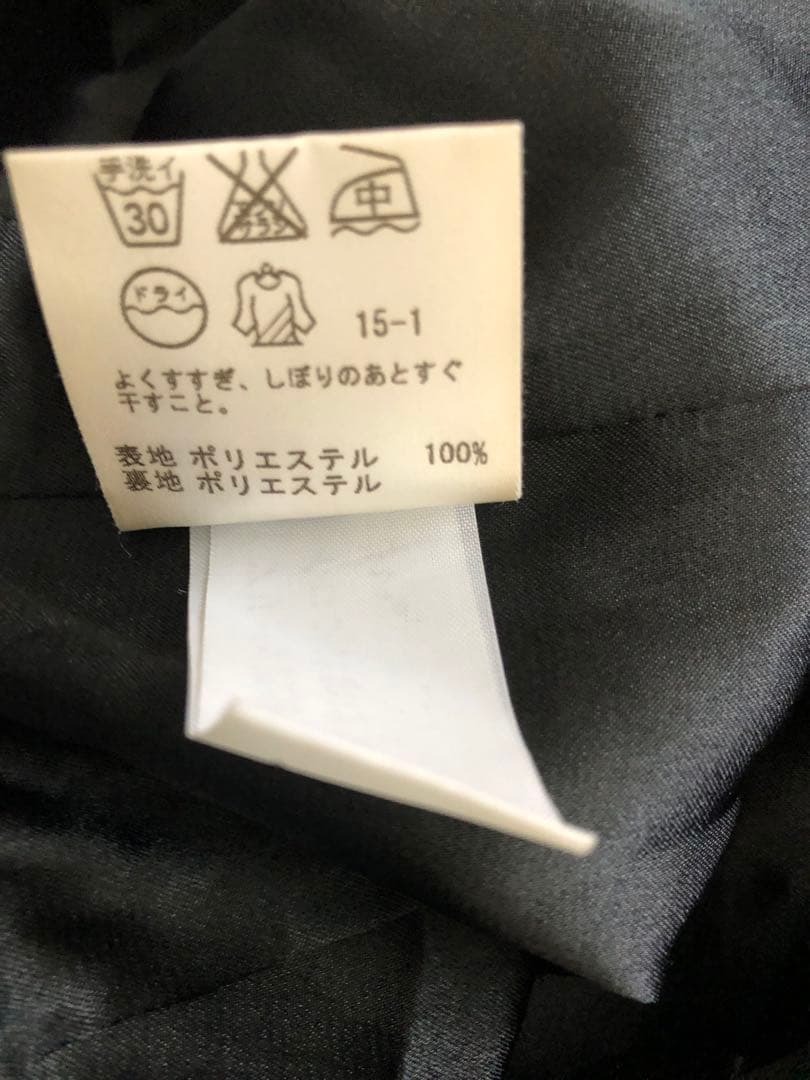 手洗イ
30
中
ドライ
15-1
よくすすぎ、しぼりのあとすぐ
干すこと。
表地 ポリエステル 100%
裏地 ポリエステル